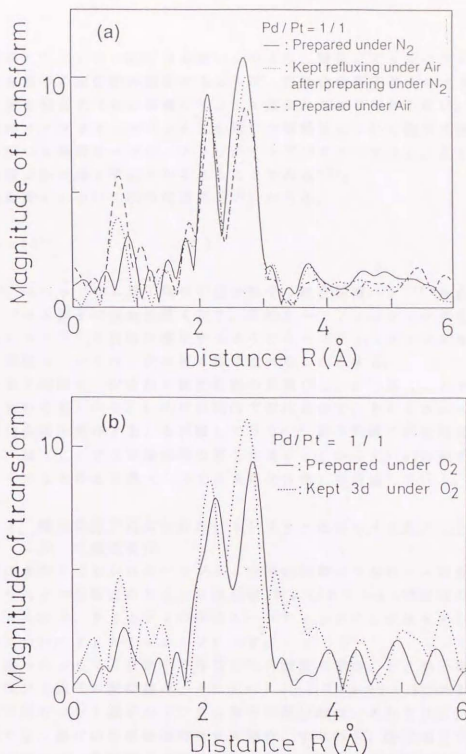 (a)
Pd/Pt = 1/1
— : Prepared under N2
⋯⋯ : Kept refluxing under Air
after preparing under N2
--- : Prepared under Air
10
0
Magnitude of transform
0 2 4 6
Distance R(Å)
(b)
Pd/Pt = 1/1
— : Prepared under O2
⋯⋯ : Kept 3d under O2
10
0
Magnitude of transform
0 2 4 6
Distance R(Å)